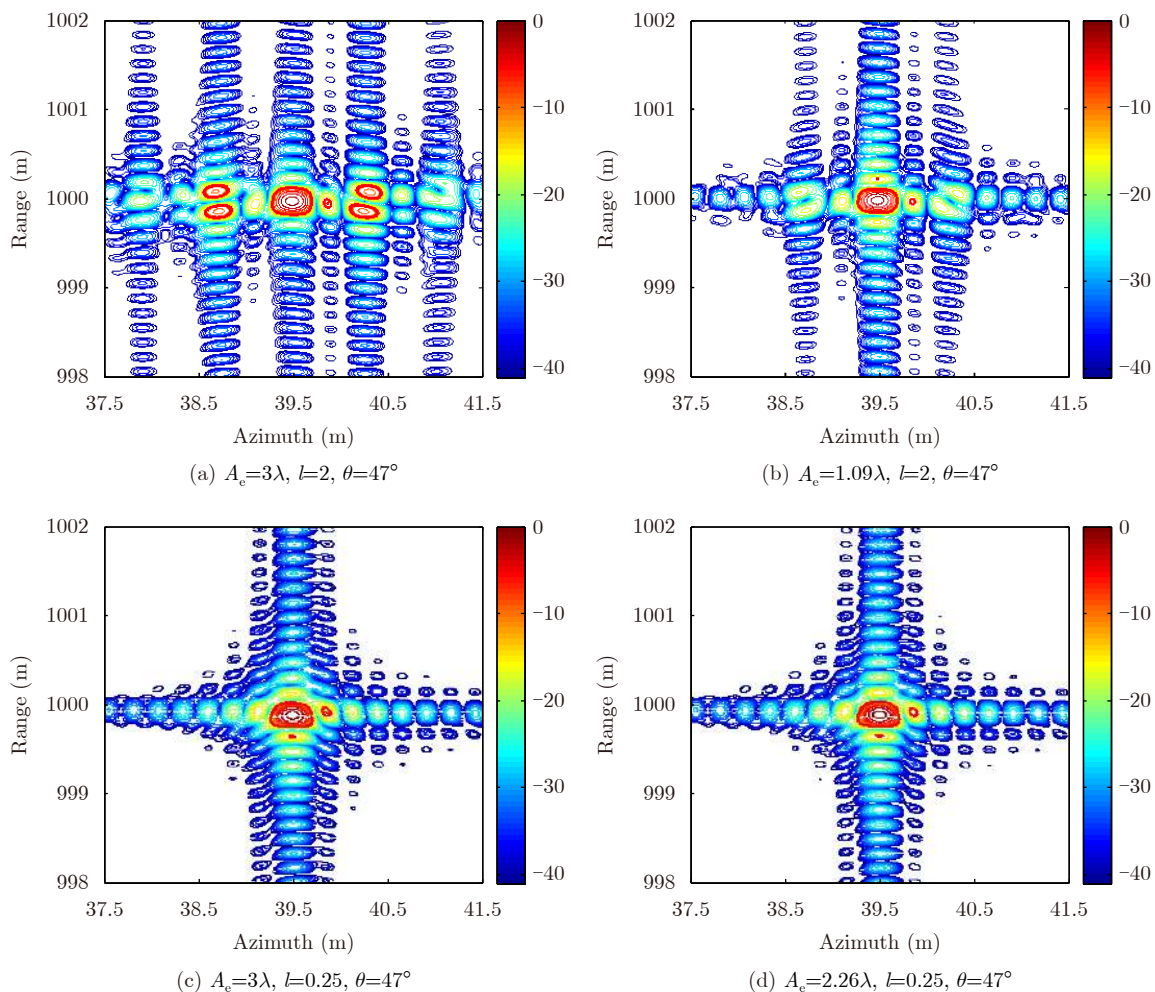 1002
1001
1000
999
998
Range (m)
37.5 38.5 39.5 40.5 41.5
Azimuth (m)
0
−10
−20
−30
−40
(a) Ae=3λ, l=2, θ=47°
1002
1001
1000
999
998
Range (m)
37.5 38.5 39.5 40.5 41.5
Azimuth (m)
0
−10
−20
−30
−40
(b) Ae=1.09λ, l=2, θ=47°
1002
1001
1000
999
998
Range (m)
37.5 38.5 39.5 40.5 41.5
Azimuth (m)
0
−10
−20
−30
−40
(c) Ae=3λ, l=0.25, θ=47°
1002
1001
1000
999
998
Range (m)
37.5 38.5 39.5 40.5 41.5
Azimuth (m)
0
−10
−20
−30
−40
(d) Ae=2.26λ, l=0.25, θ=47°